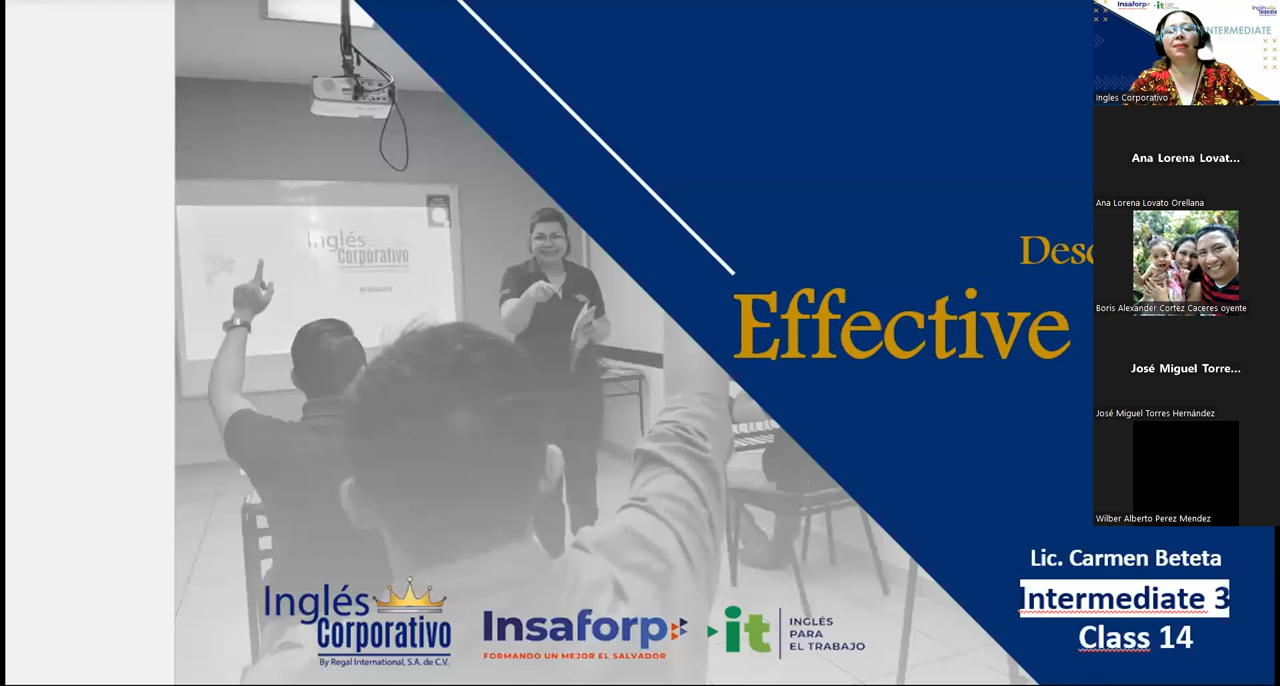 Inglés
Corporativo
Desc
Effective
Inglés
Corporativo
By Regal International, S.A. de C.V.
Insaforp
FORMANDO UN MEJOR EL SALVADOR
it
INGLÉS
PARA
EL TRABAJO
Lic. Carmen Beteta
Intermediate 3
Class 14
Insaforp
it
INTERMEDIATE
Ingles Corporativo
Ana Lorena Lovat...
Ana Lorena Lovato Orellana
Boris Alexander Cortez Caceres oyente
José Miguel Torre...
José Miguel Torres Hernández
Wilber Alberto Perez Mendez